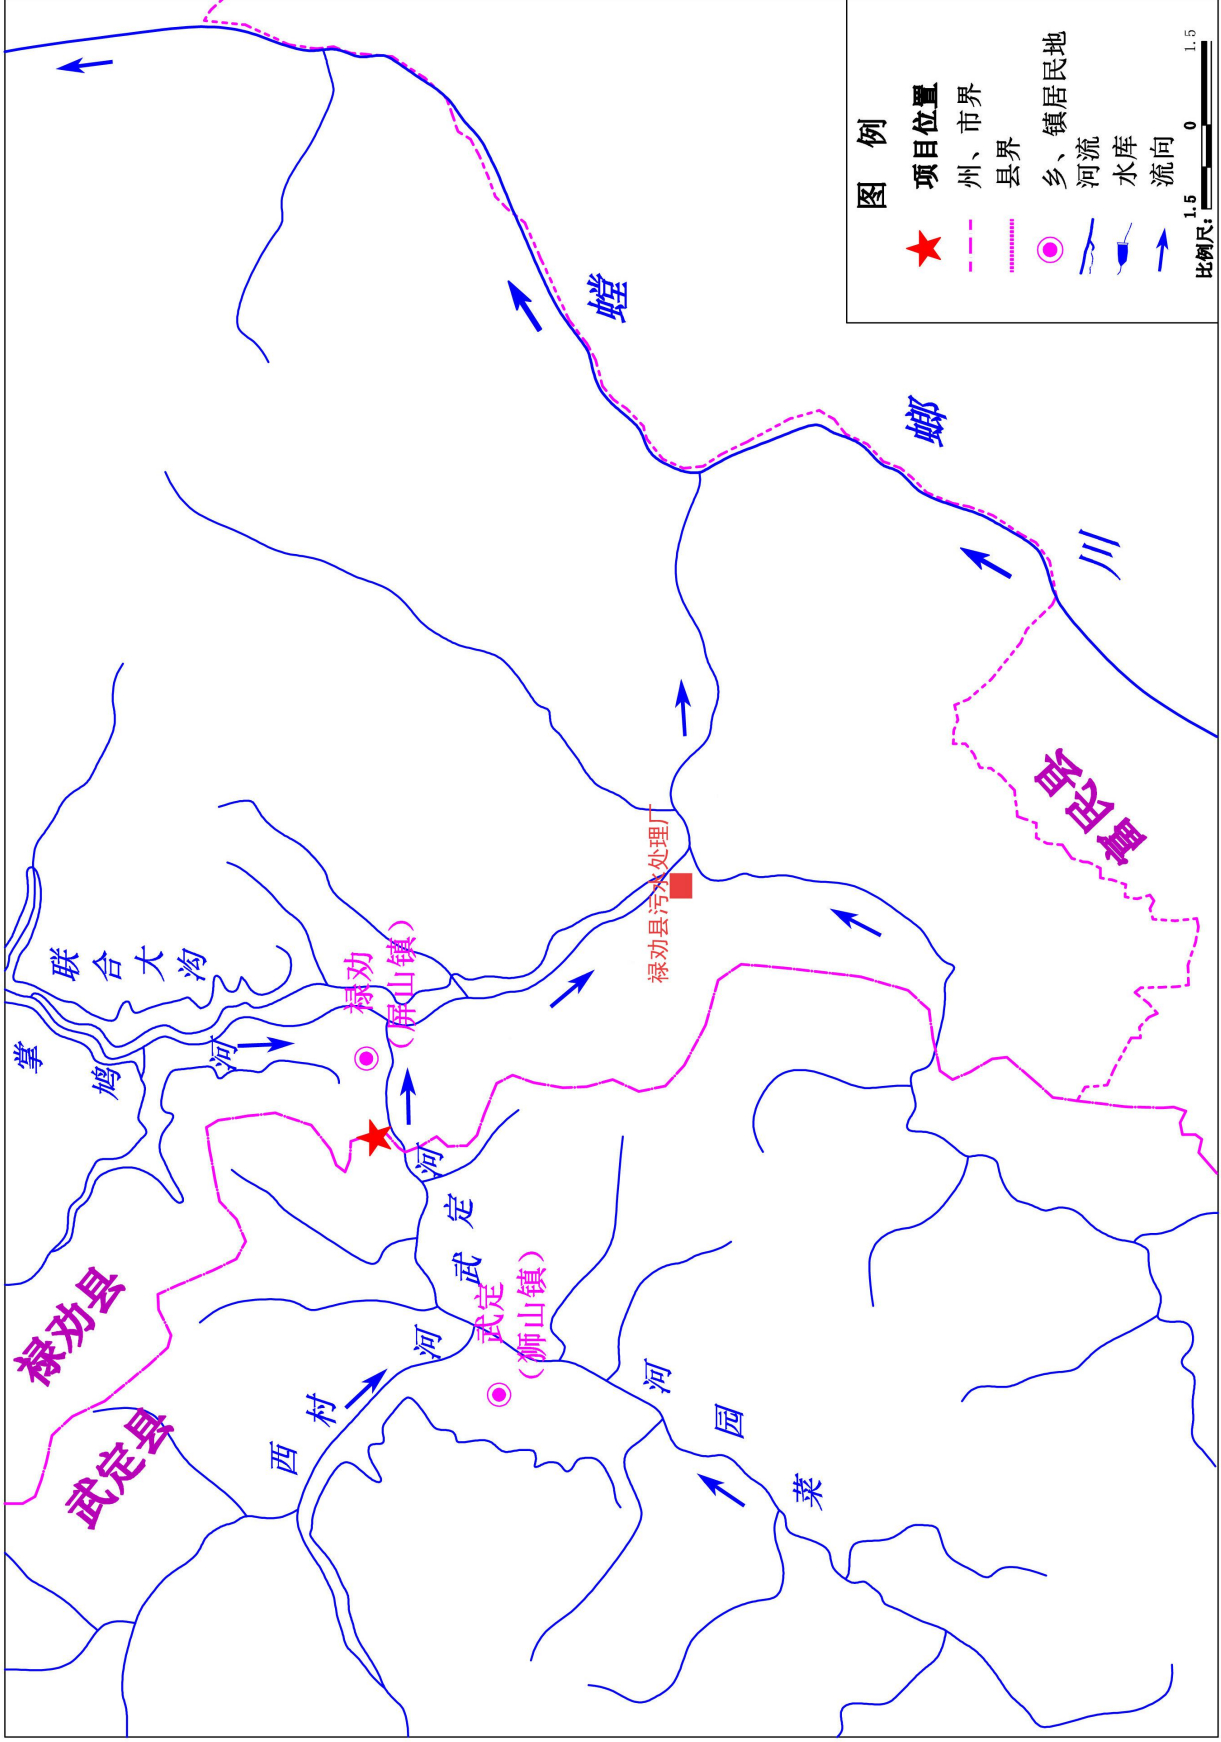 联合大沟
掌鸠河
禄劝
（屏山镇）
禄劝县污水处理厂
螳螂川
富民县
禄劝县
武定县
武定河
武定
（狮山镇）
西村河
菜园河
图 例
项目位置
州、市界
县界
乡、镇居民地
河流
水库
流向
比例尺: 1.5 0 1.5